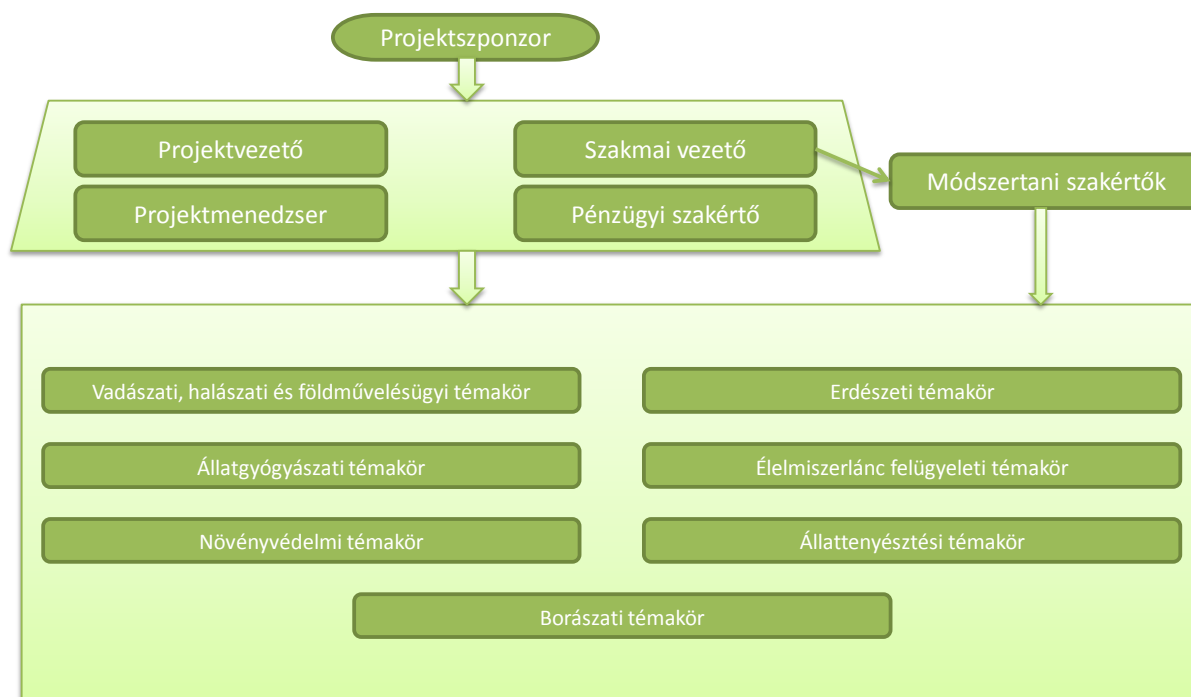 Projektszponzor
Projektvezető
Szakmai vezető
Módszertani szakértők
Projektmenedzser
Pénzügyi szakértő
Vadászati, halászati és földművelésügyi témakör
Erdészeti témakör
Állatgyógyászati témakör
Élelmiszerlánc felügyeleti témakör
Növényvédelmi témakör
Állattenyésztési témakör
Borászati témakör